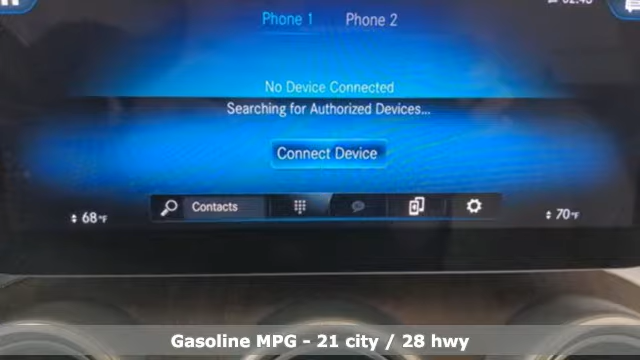 Phone 1 Phone 2
No Device Connected
Searching for Authorized Devices...
Connect Device
Contacts
68°F
70°F
Gasoline MPG - 21 city / 28 hwy